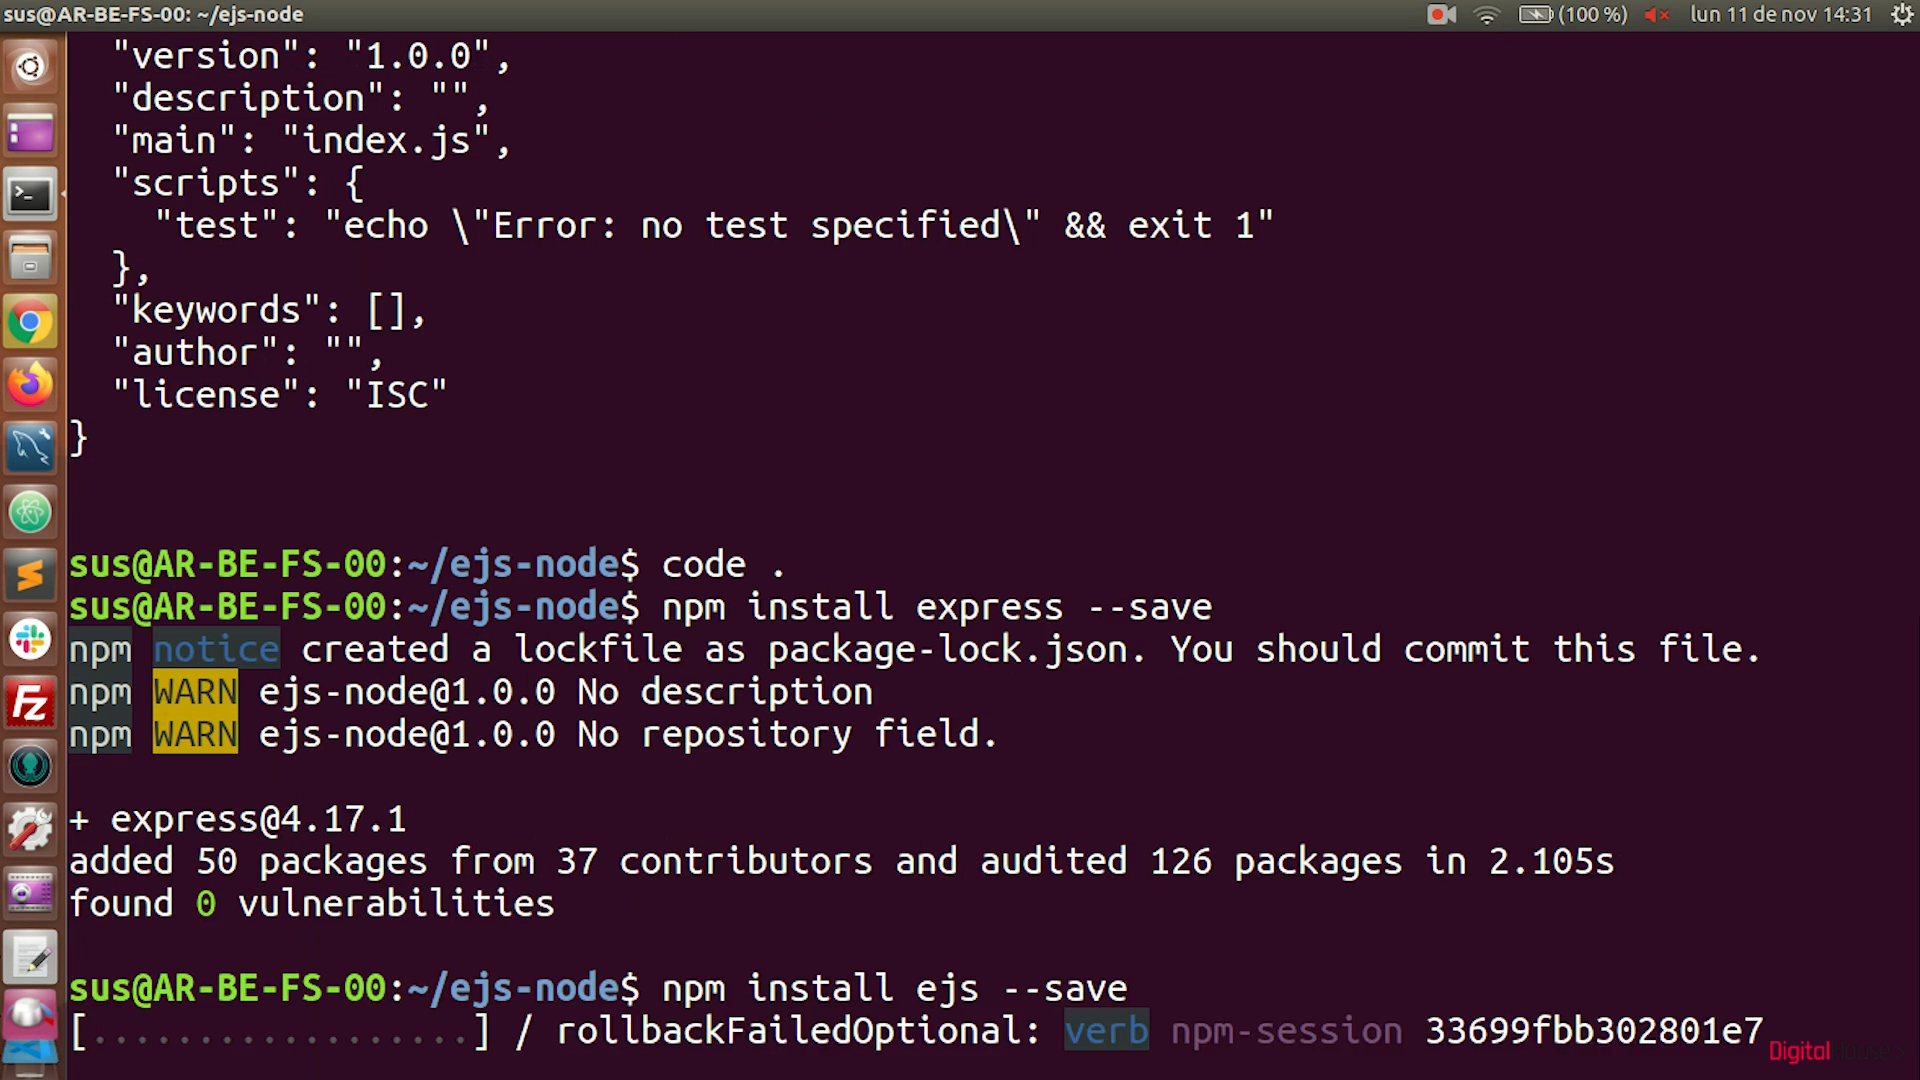 sus@AR-BE-FS-00: ~/ejs-node
(100 %) lun 11 de nov 14:31
"version": "1.0.0",
"description": "",
"main": "index.js",
"scripts": {
"test": "echo \"Error: no test specified\" && exit 1"
},
"keywords": [],
"author": "",
"license": "ISC"
}
sus@AR-BE-FS-00:~/ejs-node$ code .
sus@AR-BE-FS-00:~/ejs-node$ npm install express --save
npm notice created a lockfile as package-lock.json. You should commit this file.
npm WARN ejs-node@1.0.0 No description
npm WARN ejs-node@1.0.0 No repository field.
+ express@4.17.1
added 50 packages from 37 contributors and audited 126 packages in 2.105s
found 0 vulnerabilities
sus@AR-BE-FS-00:~/ejs-node$ npm install ejs --save
[..................] / rollbackFailedOptional: verb npm-session 33699fbb302801e7
Digital